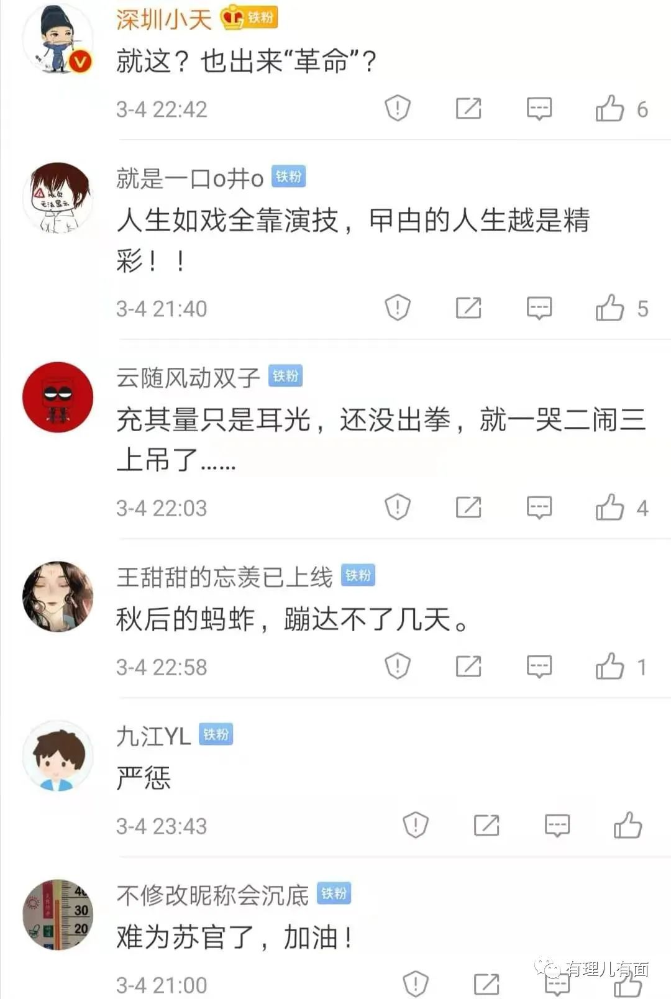 深圳小天 铁粉
就这？也出来“革命”？
3-4 22:42 6
就是一口o井o 铁粉
人生如戏全靠演技，曱甴的人生越是精
彩！！
3-4 21:40 5
云随风动双子 铁粉
充其量只是耳光，还没出拳，就一哭二闹三
上吊了......
3-4 22:03 4
王甜甜的忘羡已上线 铁粉
秋后的蚂蚱，蹦达不了几天。
3-4 22:58 1
九江YL 铁粉
严惩
3-4 23:43
40
30
20
不修改昵称会沉底 铁粉
难为苏官了，加油！
3-4 21:00
有理儿有面